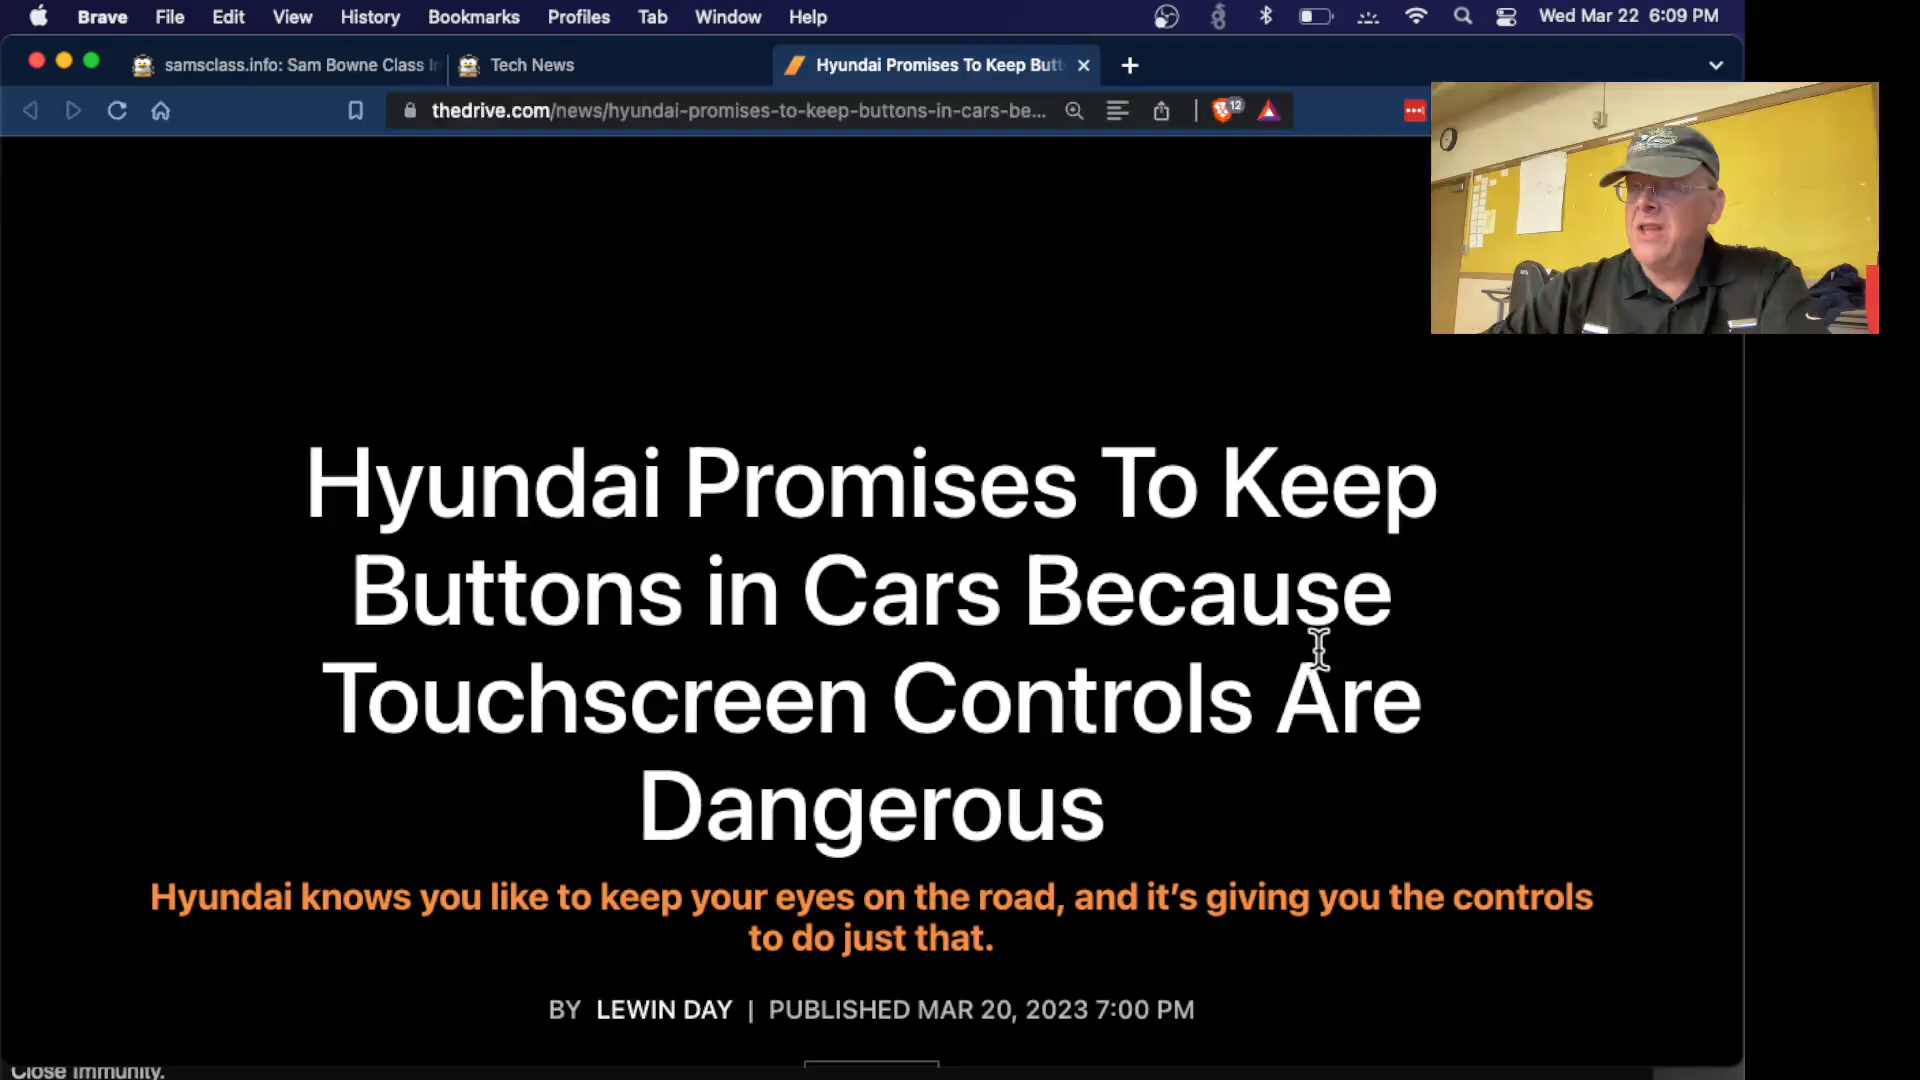 Brave File Edit View History Bookmarks Profiles Tab Window Help Wed Mar 22 6:09 PM
samsclass.info: Sam Bowne Class In Tech News Hyundai Promises To Keep Butt
thedrive.com/news/hyundai-promises-to-keep-buttons-in-cars-be... 12
Hyundai Promises To Keep
Buttons in Cars Because
Touchscreen Controls Are
Dangerous
Hyundai knows you like to keep your eyes on the road, and it’s giving you the controls
to do just that.
BY LEWIN DAY | PUBLISHED MAR 20, 2023 7:00 PM
Close Immunity.